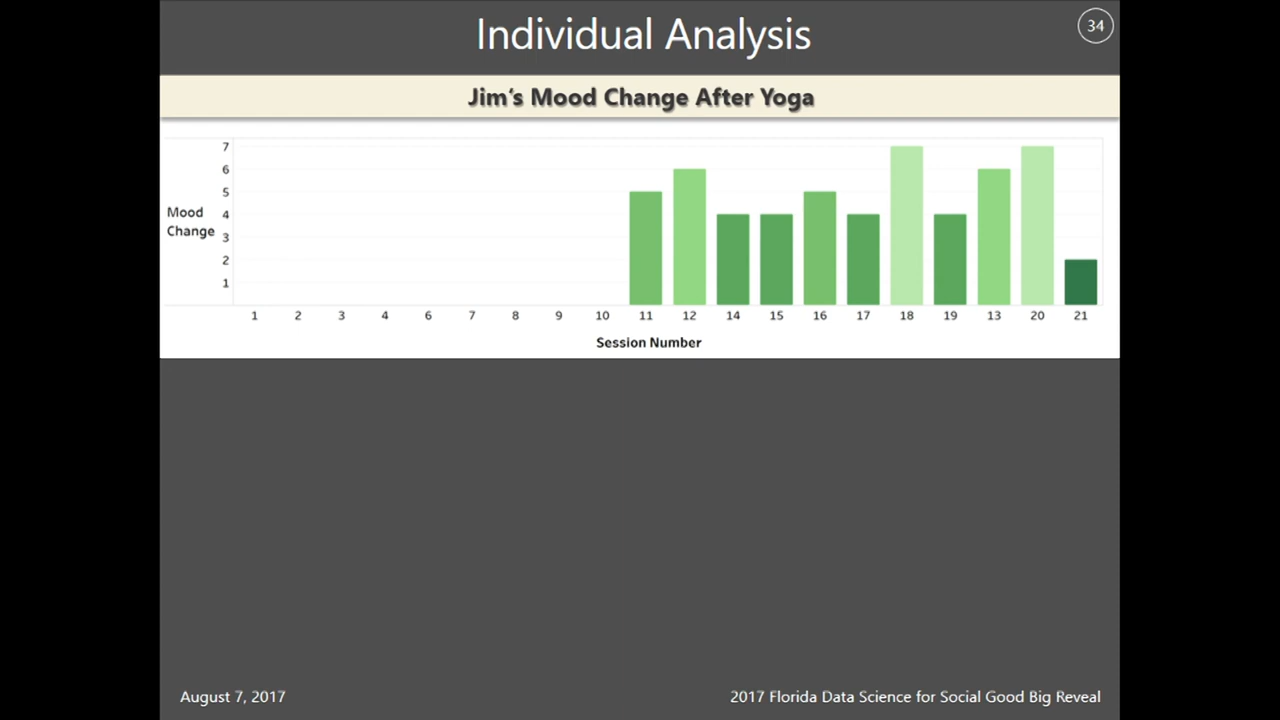 Individual Analysis
34
Jim's Mood Change After Yoga
7
6
5
4
3
2
1
Mood
Change
1 2 3 4 6 7 8 9 10 11 12 14 15 16 17 18 19 13 20 21
Session Number
August 7, 2017
2017 Florida Data Science for Social Good Big Reveal